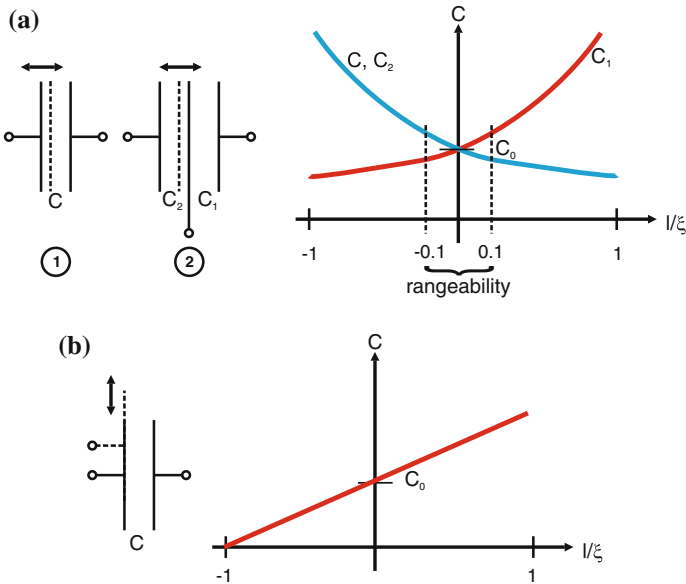 (a)
C
C, C₂
C₁
C₀
C
C₂ C₁
1
2
-1
-0.1
0.1
1
l/ξ
rangeability
(b)
C
C₀
C
-1
1
l/ξ